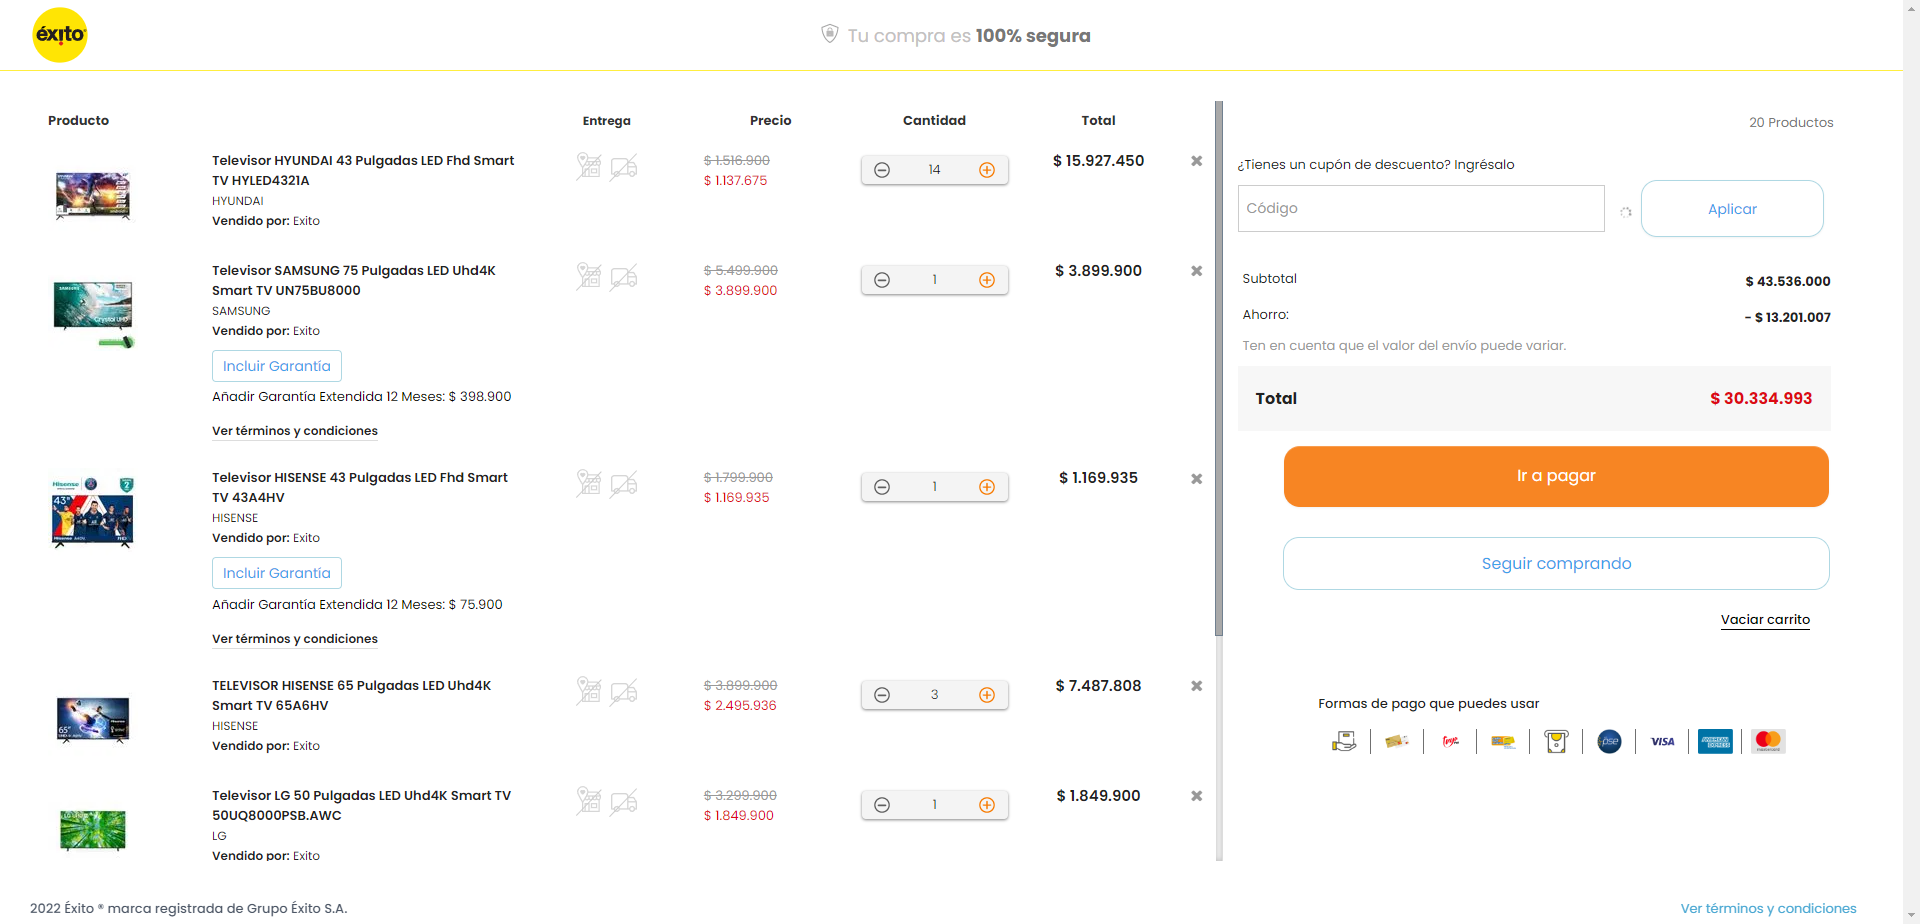 éxito
Tu compra es 100% segura
Producto Entrega Precio Cantidad Total
Televisor HYUNDAI 43 Pulgadas LED Fhd Smart
TV HYLED4321A
HYUNDAI
Vendido por: Exito
$ 1.516.900
$ 1.137.675
14
$ 15.927.450
Televisor SAMSUNG 75 Pulgadas LED Uhd4K
Smart TV UN75BU8000
SAMSUNG
Vendido por: Exito
$ 5.499.900
$ 3.899.900
1
$ 3.899.900
Incluir Garantía
Añadir Garantía Extendida 12 Meses: $ 398.900
Ver términos y condiciones
Hisense
43"
Televisor HISENSE 43 Pulgadas LED Fhd Smart
TV 43A4HV
HISENSE
Vendido por: Exito
$ 1.799.900
$ 1.169.935
1
$ 1.169.935
Incluir Garantía
Añadir Garantía Extendida 12 Meses: $ 75.900
Ver términos y condiciones
65"
TELEVISOR HISENSE 65 Pulgadas LED Uhd4K
Smart TV 65A6HV
HISENSE
Vendido por: Exito
$ 3.899.900
$ 2.495.936
3
$ 7.487.808
Televisor LG 50 Pulgadas LED Uhd4K Smart TV
50UQ8000PSB.AWC
LG
Vendido por: Exito
$ 3.299.900
$ 1.849.900
1
$ 1.849.900
20 Productos
¿Tienes un cupón de descuento? Ingrésalo
Código
Aplicar
Subtotal $ 43.536.000
Ahorro: - $ 13.201.007
Ten en cuenta que el valor del envío puede variar.
Total $ 30.334.993
Ir a pagar
Seguir comprando
Vaciar carrito
Formas de pago que puedes usar
pse VISA AMERICAN EXPRESS
2022 Éxito ® marca registrada de Grupo Éxito S.A.
Ver términos y condiciones